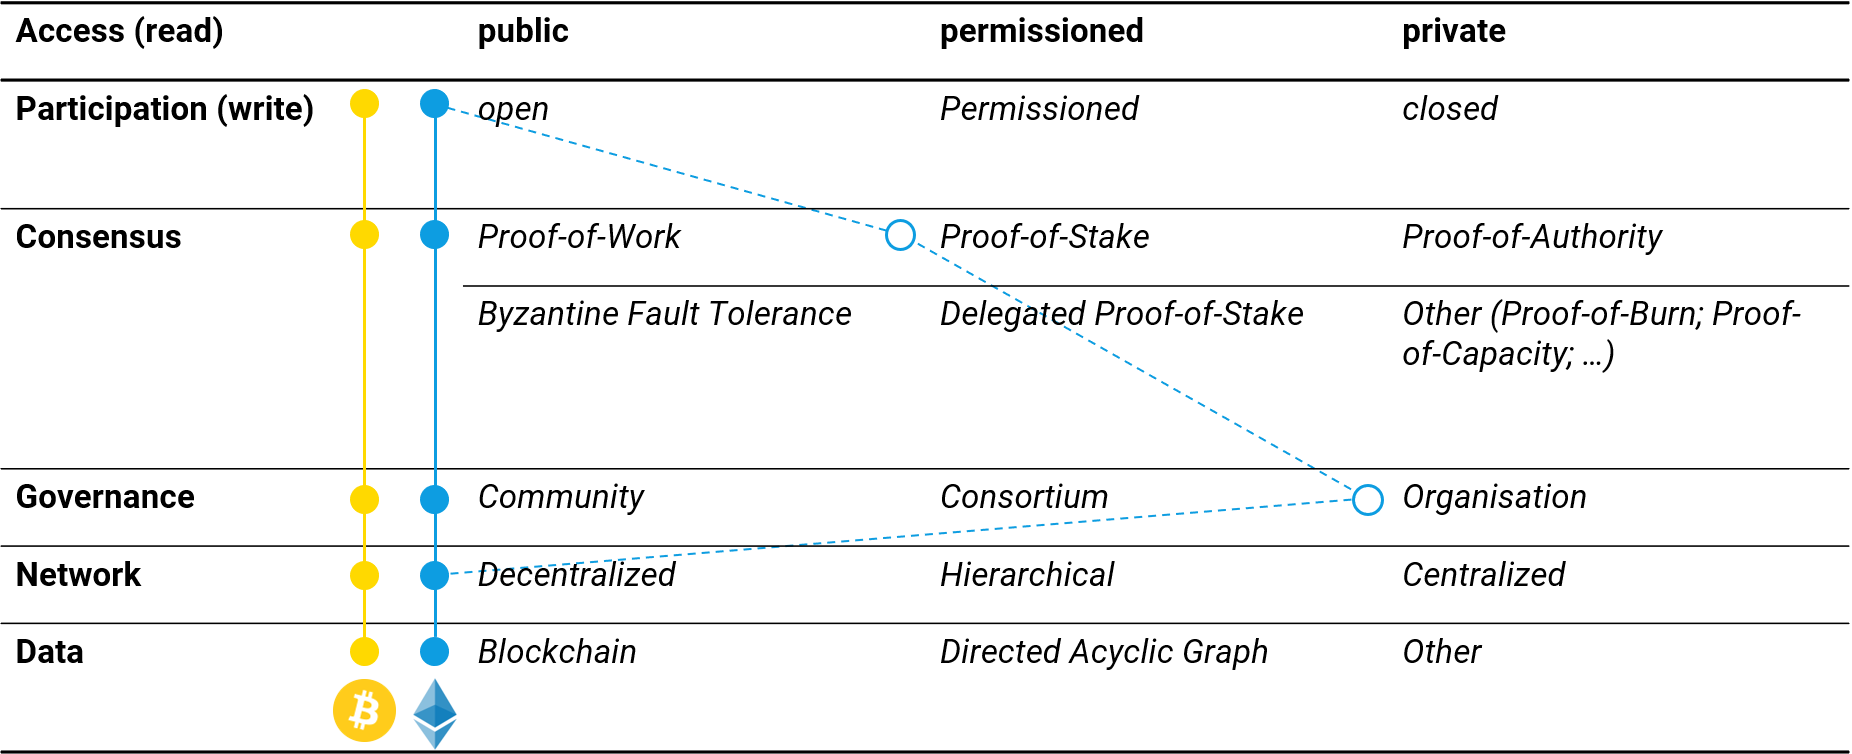 Access (read) public permissioned private
Participation (write) open Permissioned closed
Consensus Proof-of-Work Proof-of-Stake Proof-of-Authority
Byzantine Fault Tolerance Delegated Proof-of-Stake Other (Proof-of-Burn; Proof-
of-Capacity; ...)
Governance Community Consortium Organisation
Network Decentralized Hierarchical Centralized
Data Blockchain Directed Acyclic Graph Other